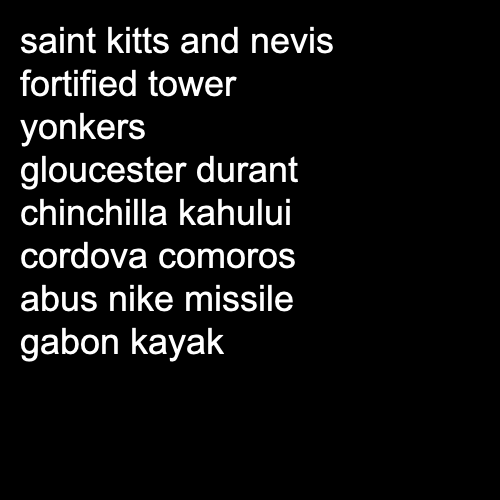 saint kitts and nevis
fortified tower
yonkers
gloucester durant
chinchilla kahului
cordova comoros
abus nike missile
gabon kayak